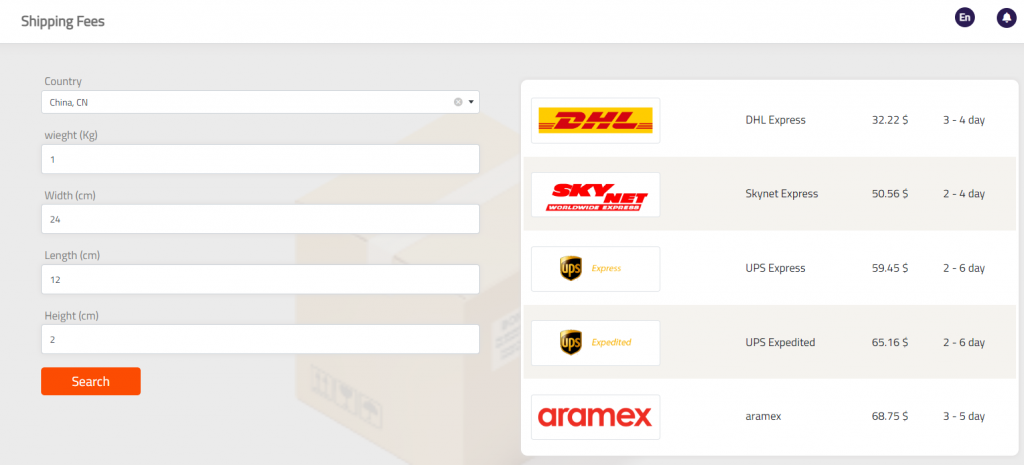 Shipping Fees
En
Country
China, CN
wieght (Kg)
1
Width (cm)
24
Length (cm)
12
Height (cm)
2
Search
DHL
DHL Express 32.22 $ 3 - 4 day
SKY
NET
WORLDWIDE EXPRESS
Skynet Express 50.56 $ 2 - 4 day
ups Express
UPS Express 59.45 $ 2 - 6 day
ups Expedited
UPS Expedited 65.16 $ 2 - 6 day
aramex
aramex 68.75 $ 3 - 5 day